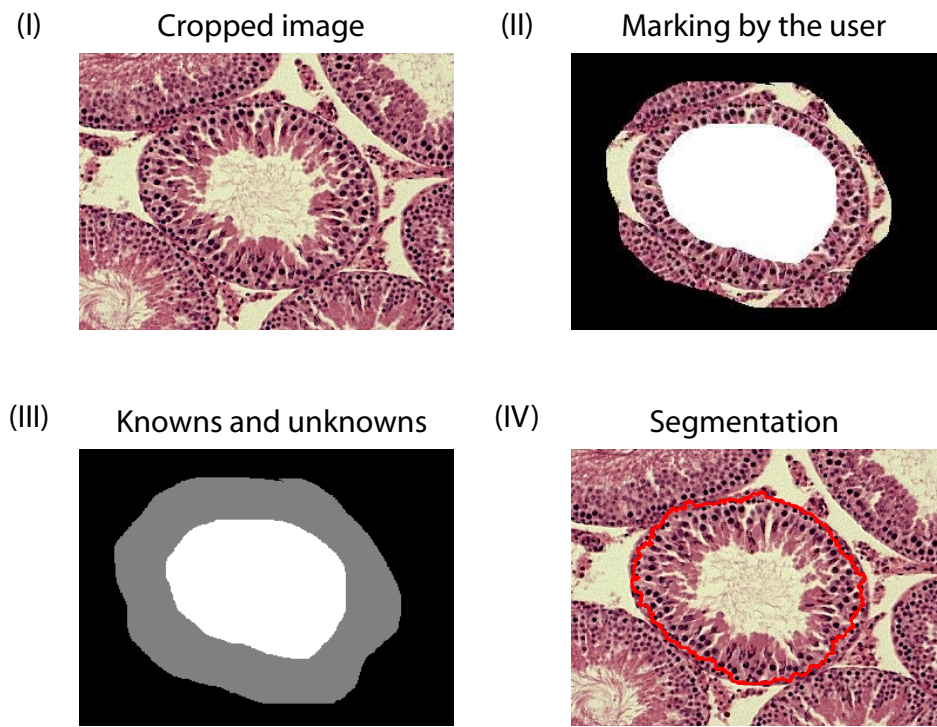 (I) Cropped image
(II) Marking by the user
(III) Knowns and unknowns
(IV) Segmentation